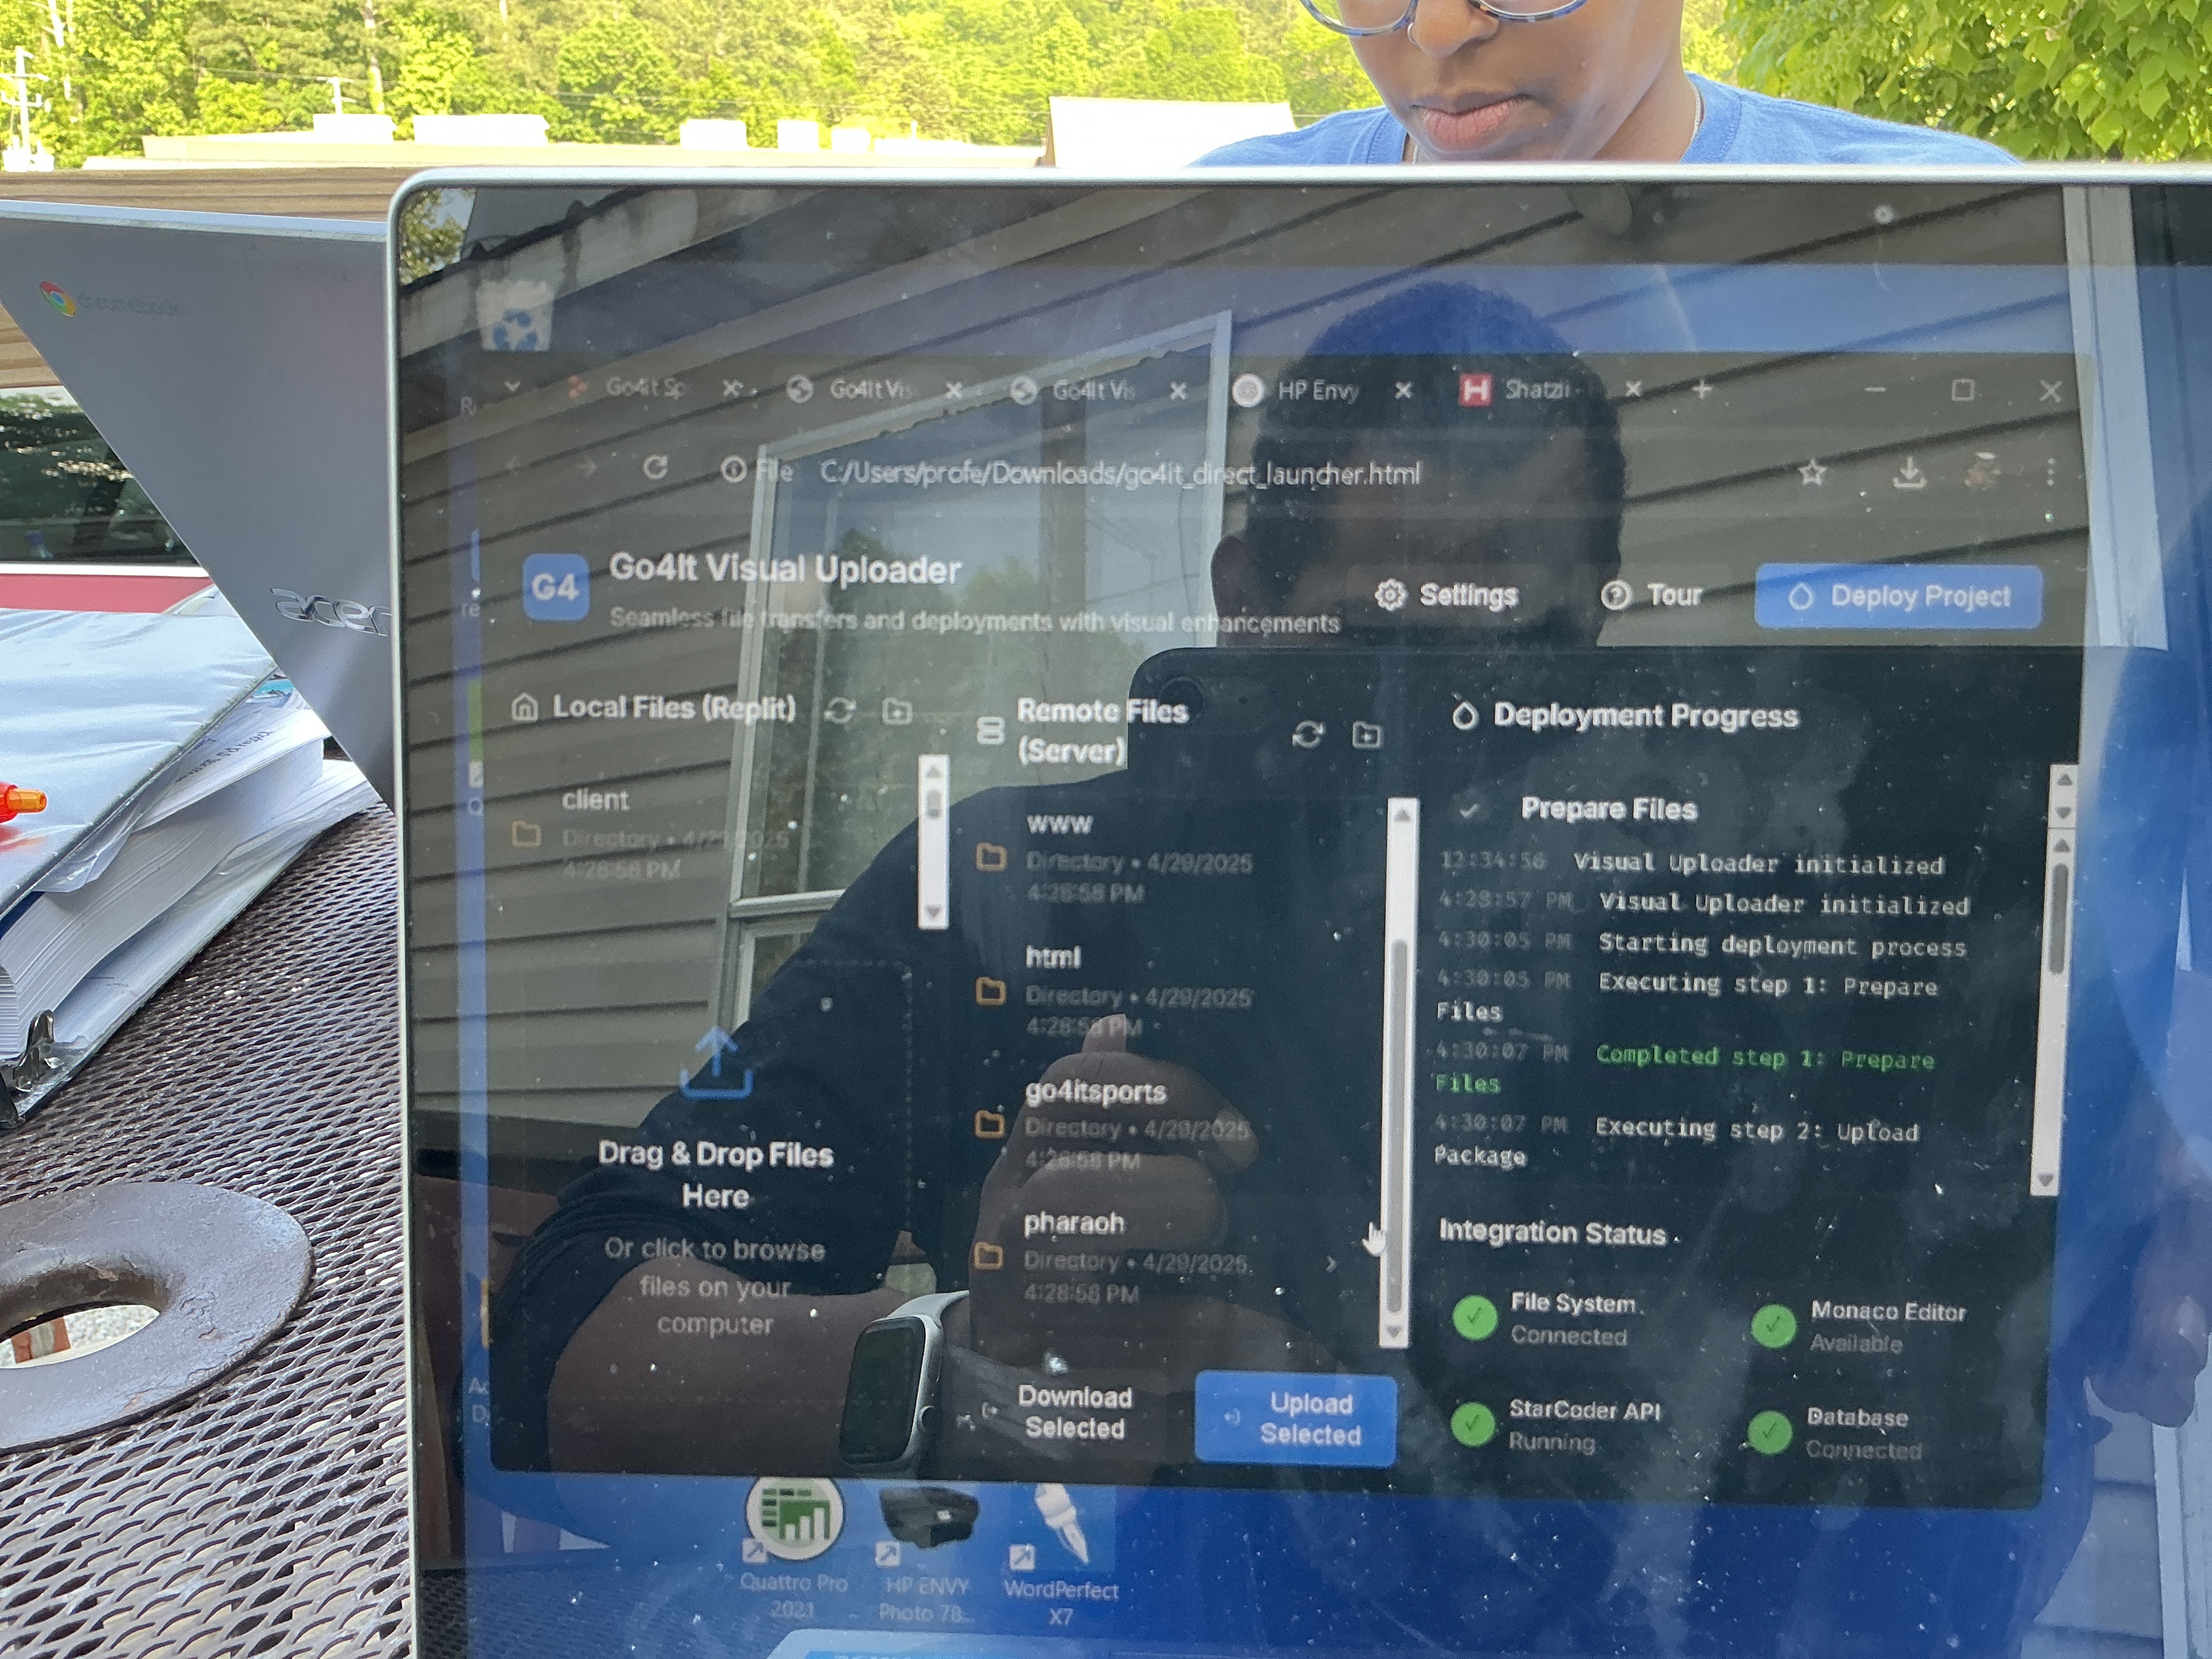 chromebook
acer
Go4it Sp
Go4It Vis
Go4It Vis
HP Envy
Shatzii -
File C:/Users/profe/Downloads/go4it_direct_launcher.html
G4
Go4It Visual Uploader
Seamless file transfers and deployments with visual enhancements
Settings
Tour
Deploy Project
Local Files (Replit)
client
Directory • 4/29/2025
4:28:58 PM
Drag & Drop Files
Here
Or click to browse
files on your
computer
Remote Files
(Server)
www
Directory • 4/29/2025
4:28:58 PM
html
Directory • 4/29/2025
4:28:58 PM
go4itsports
Directory • 4/29/2025
4:28:58 PM
pharaoh
Directory • 4/29/2025
4:28:58 PM
Download
Selected
Upload
Selected
Deployment Progress
Prepare Files
12:34:56 Visual Uploader initialized
4:28:57 PM Visual Uploader initialized
4:30:05 PM Starting deployment process
4:30:05 PM Executing step 1: Prepare
Files
4:30:07 PM Completed step 1: Prepare
Files
4:30:07 PM Executing step 2: Upload
Package
Integration Status
File System
Connected
Monaco Editor
Available
StarCoder API
Running
Database
Connected
Quattro Pro
2021
HP ENVY
Photo 78...
WordPerfect
X7